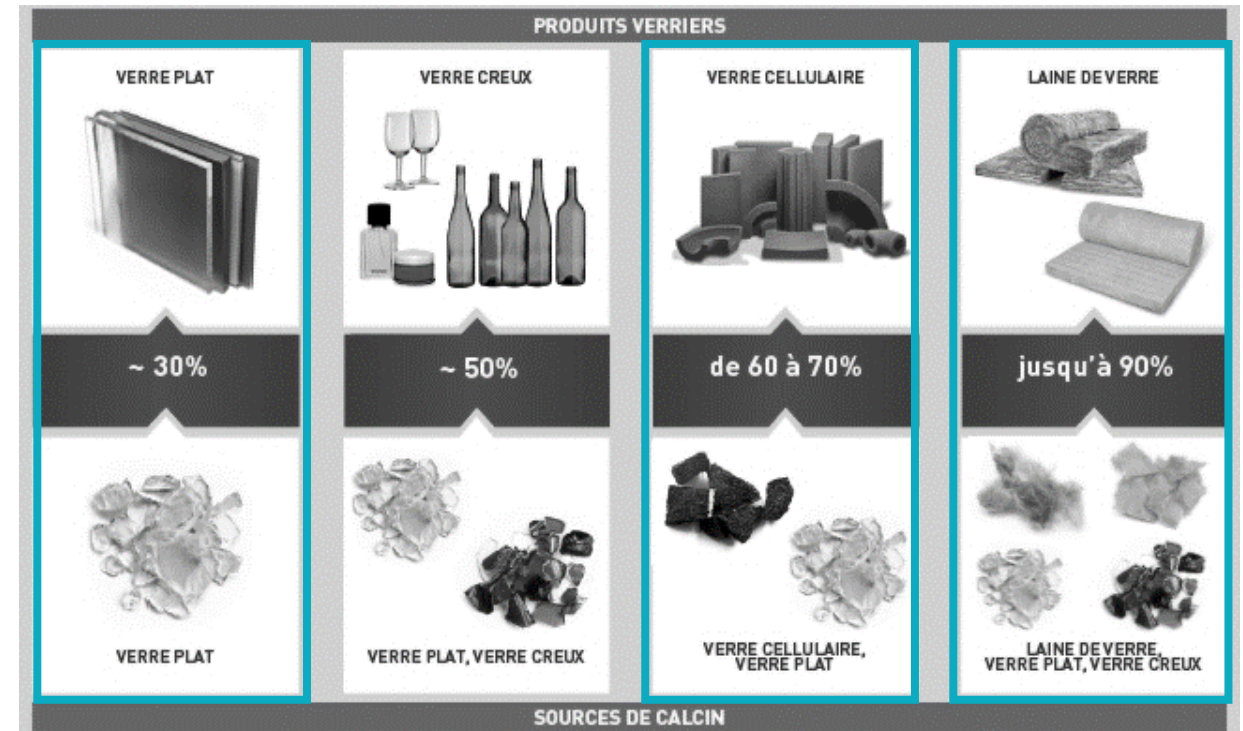 PRODUITS VERRIERS
VERRE PLAT
VERRE CREUX
VERRE CELLULAIRE
LAINE DE VERRE
~ 30%
~ 50%
de 60 à 70%
jusqu'à 90%
VERRE PLAT
VERRE PLAT, VERRE CREUX
VERRE CELLULAIRE,
VERRE PLAT
LAINE DE VERRE,
VERRE PLAT, VERRE CREUX
SOURCES DE CALCIN